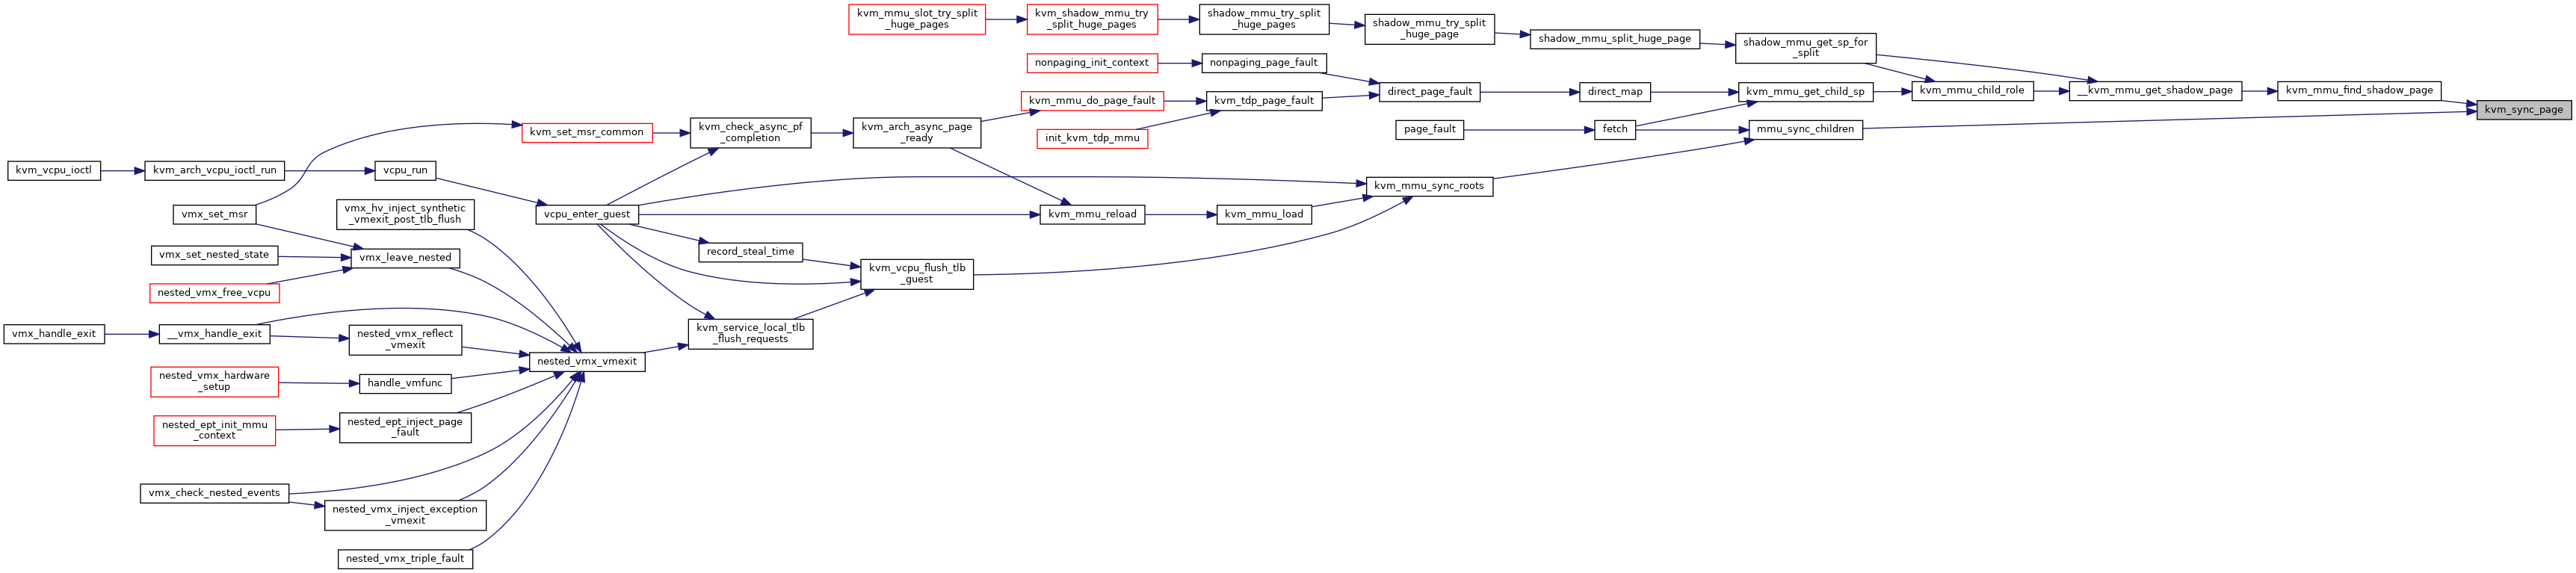 kvm_mmu_slot_try_split
_huge_pages
kvm_shadow_mmu_try
_split_huge_pages
shadow_mmu_try_split
_huge_pages
shadow_mmu_try_split
_huge_page
shadow_mmu_split_huge_page
shadow_mmu_get_sp_for
_split
nonpaging_init_context
nonpaging_page_fault
direct_page_fault
direct_map
kvm_mmu_get_child_sp
kvm_mmu_child_role
__kvm_mmu_get_shadow_page
kvm_mmu_find_shadow_page
kvm_sync_page
kvm_mmu_do_page_fault
kvm_tdp_page_fault
init_kvm_tdp_mmu
page_fault
fetch
mmu_sync_children
kvm_set_msr_common
kvm_check_async_pf
_completion
kvm_arch_async_page
_ready
kvm_vcpu_ioctl
kvm_arch_vcpu_ioctl_run
vcpu_run
kvm_mmu_sync_roots
vmx_set_msr
vmx_hv_inject_synthetic
_vmexit_post_tlb_flush
vcpu_enter_guest
kvm_mmu_reload
kvm_mmu_load
vmx_set_nested_state
vmx_leave_nested
record_steal_time
kvm_vcpu_flush_tlb
_guest
nested_vmx_free_vcpu
vmx_handle_exit
__vmx_handle_exit
nested_vmx_reflect
_vmexit
kvm_service_local_tlb
_flush_requests
nested_vmx_vmexit
nested_vmx_hardware
_setup
handle_vmfunc
nested_ept_init_mmu
_context
nested_ept_inject_page
_fault
vmx_check_nested_events
nested_vmx_inject_exception
_vmexit
nested_vmx_triple_fault